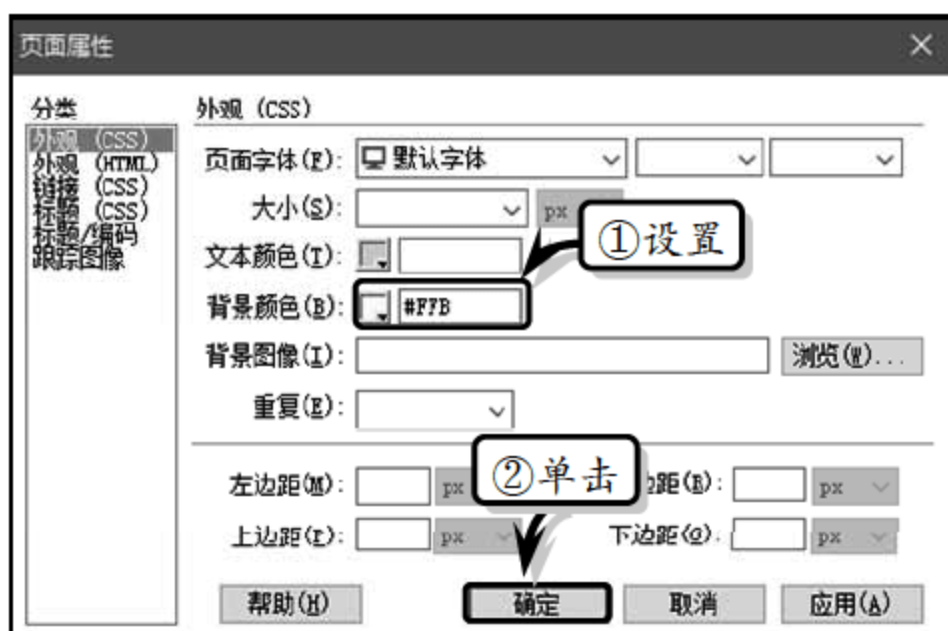 页面属性
分类
外观 (CSS)
外观 (HTML)
链接 (CSS)
标题 (CSS)
标题/编码
跟踪图像
外观 (CSS)
页面字体(F): 默认字体
大小(S): px
①设置
文本颜色(T):
背景颜色(B): #FFB
背景图像(I): 浏览(W)...
重复(E):
②单击
左边距(M): px 边距(R): px
上边距(P): px 下边距(O): px
帮助(H) 确定 取消 应用(A)